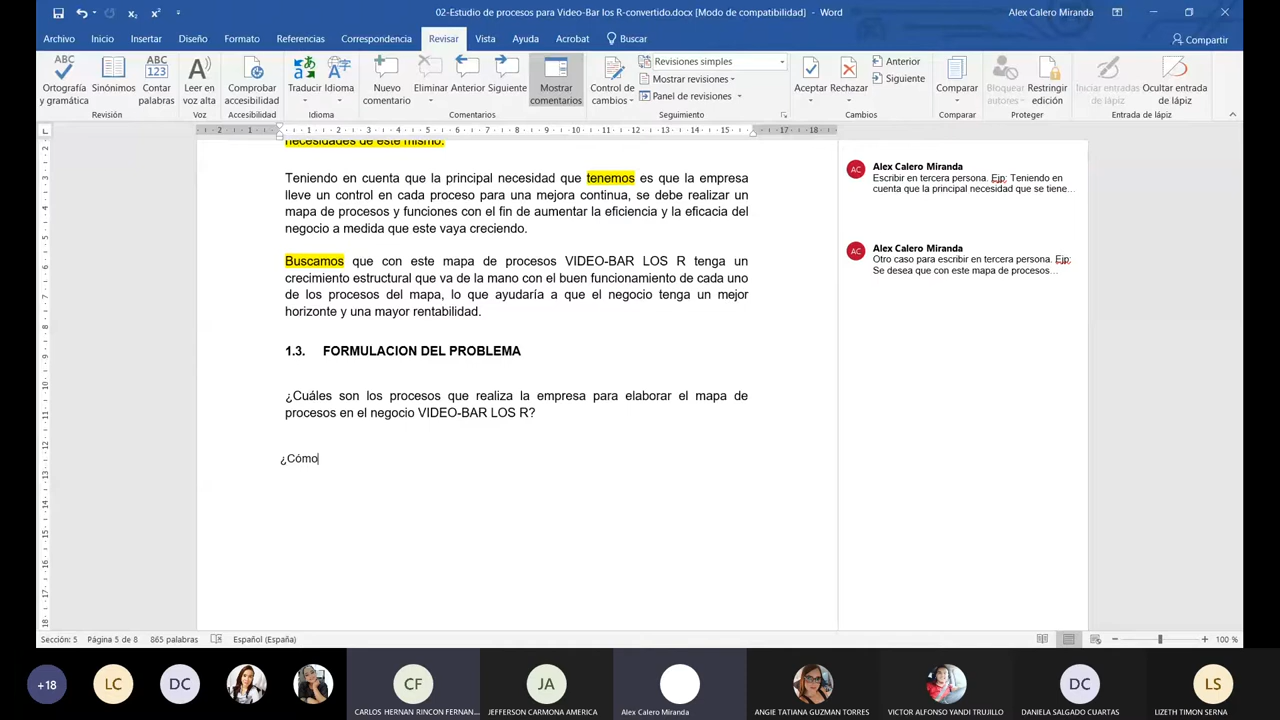 02-Estudio de procesos para Video-Bar los R-convertido.docx [Modo de compatibilidad] - Word
Alex Calero Miranda
Archivo Inicio Insertar Diseño Formato Referencias Correspondencia Revisar Vista Ayuda Acrobat Buscar
Compartir
Ortografía y gramática
Sinónimos
Contar palabras
Revisión
Leer en voz alta
Voz
Comprobar accesibilidad
Accesibilidad
Traducir
Idioma
Idioma
Nuevo comentario
Eliminar
Anterior
Siguiente
Mostrar comentarios
Comentarios
Control de cambios
Revisiones simples
Mostrar revisiones
Panel de revisiones
Seguimiento
Aceptar
Rechazar
Anterior
Siguiente
Cambios
Comparar
Comparar
Bloquear autores
Restringir edición
Proteger
Iniciar entradas de lápiz
Ocultar entrada de lápiz
Entrada de lápiz
necesidades de este mismo.
Teniendo en cuenta que la principal necesidad que tenemos es que la empresa
lleve un control en cada proceso para una mejora continua, se debe realizar un
mapa de procesos y funciones con el fin de aumentar la eficiencia y la eficacia del
negocio a medida que este vaya creciendo.
Buscamos que con este mapa de procesos VIDEO-BAR LOS R tenga un
crecimiento estructural que va de la mano con el buen funcionamiento de cada uno
de los procesos del mapa, lo que ayudaría a que el negocio tenga un mejor
horizonte y una mayor rentabilidad.
1.3. FORMULACION DEL PROBLEMA
¿Cuáles son los procesos que realiza la empresa para elaborar el mapa de
procesos en el negocio VIDEO-BAR LOS R?
¿Cómo
AC
Alex Calero Miranda
Escribir en tercera persona. Ejp: Teniendo en
cuenta que la principal necesidad que se tiene...
AC
Alex Calero Miranda
Otro caso para escribir en tercera persona. Ejp:
Se desea que con este mapa de procesos...
Sección: 5 Página 5 de 8 865 palabras Español (España)
100 %
+18 LC DC CF JA DC LS
CARLOS HERNAN RINCON FERNAN... JEFFERSON CARMONA AMERICA Alex Calero Miranda ANGIE TATIANA GUZMAN TORRES VICTOR ALFONSO YANDI TRUJILLO DANIELA SALGADO CUARTAS LIZETH TIMON SERNA